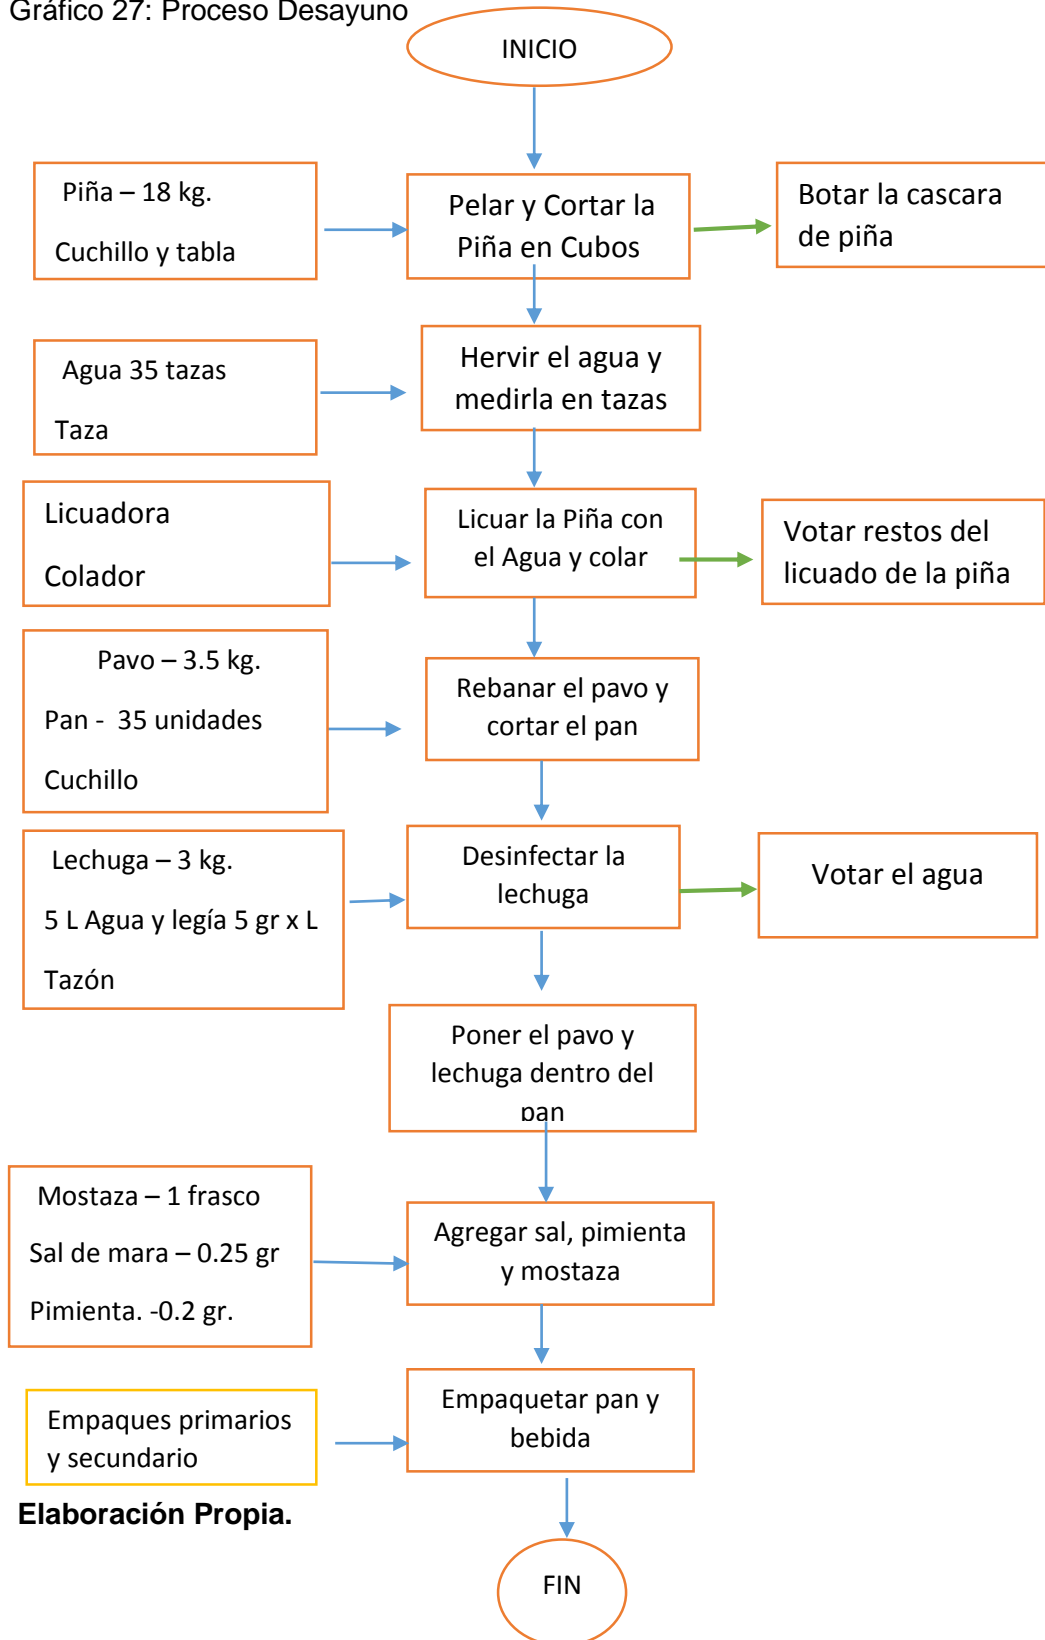 Gráfico 27: Proceso Desayuno
INICIO
Piña – 18 kg.
Cuchillo y tabla
Pelar y Cortar la
Piña en Cubos
Botar la cascara
de piña
Agua 35 tazas
Taza
Hervir el agua y
medirla en tazas
Licuadora
Colador
Licuar la Piña con
el Agua y colar
Votar restos del
licuado de la piña
Pavo – 3.5 kg.
Pan - 35 unidades
Cuchillo
Rebanar el pavo y
cortar el pan
Lechuga – 3 kg.
5 L Agua y legía 5 gr x L
Tazón
Desinfectar la
lechuga
Votar el agua
Poner el pavo y
lechuga dentro del
pan
Mostaza – 1 frasco
Sal de mara – 0.25 gr
Pimienta. -0.2 gr.
Agregar sal, pimienta
y mostaza
Empaques primarios
y secundario
Empaquetar pan y
bebida
Elaboración Propia.
FIN